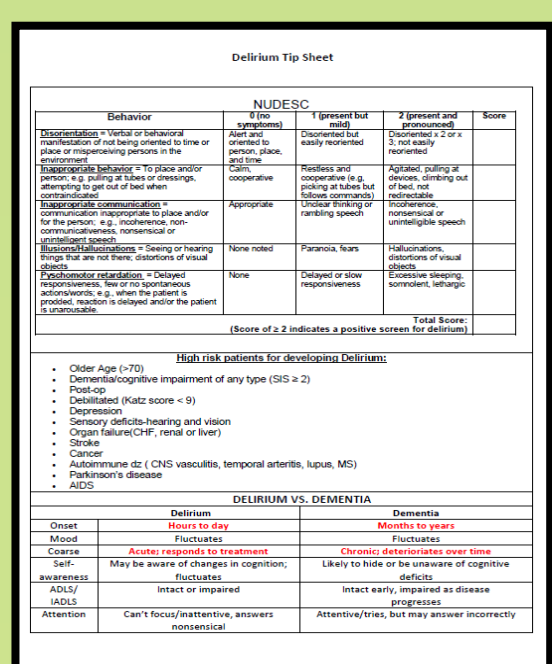 Delirium Tip Sheet
NUDESC
Behavior 0 (no symptoms) 1 (present but mild) 2 (present and pronounced) Score
Disorientation = Verbal or behavioral
manifestation of not being oriented to time or
place or misperceiving persons in the
environment
Alert and
oriented to
person, place,
and time
Disoriented but
easily reoriented
Disoriented x 2 or x
3; not easily
reoriented
Inappropriate behavior = To place and/or
person; e.g. pulling at tubes or dressings,
attempting to get out of bed when
contraindicated
Calm,
cooperative
Restless and
cooperative (e.g,
picking at tubes but
follows commands)
Agitated, pulling at
devices, climbing out
of bed, not
redirectable
Inappropriate communication =
communication inappropriate to place and/or
for the person; e.g., incoherence, non-
communicativeness, nonsensical or
unintelligent speech
Appropriate
Unclear thinking or
rambling speech
Incoherence,
nonsensical or
unintelligible speech
Illusions/Hallucinations = Seeing or hearing
things that are not there; distortions of visual
objects
None noted
Paranoia, fears
Hallucinations,
distortions of visual
objects
Pyschomotor retardation = Delayed
responsiveness, few or no spontaneous
actions/words; e.g., when the patient is
prodded, reaction is delayed and/or the patient
is unarousable.
None
Delayed or slow
responsiveness
Excessive sleeping,
somnolent, lethargic
Total Score:
(Score of ≥ 2 indicates a positive screen for delirium)
High risk patients for developing Delirium:
• Older Age (>70)
• Dementia/cognitive impairment of any type (SIS ≥ 2)
• Post-op
• Debilitated (Katz score < 9)
• Depression
• Sensory deficits-hearing and vision
• Organ failure(CHF, renal or liver)
• Stroke
• Cancer
• Autoimmune dz ( CNS vasculitis, temporal arteritis, lupus, MS)
• Parkinson's disease
• AIDS
DELIRIUM VS. DEMENTIA
Delirium Dementia
Onset Hours to day Months to years
Mood Fluctuates Fluctuates
Coarse Acute; responds to treatment Chronic; deterioriates over time
Self-
awareness
May be aware of changes in cognition;
fluctuates
Likely to hide or be unaware of cognitive
deficits
ADLS/
IADLS
Intact or impaired
Intact early, impaired as disease
progresses
Attention
Can't focus/inattentive, answers
nonsensical
Attentive/tries, but may answer incorrectly